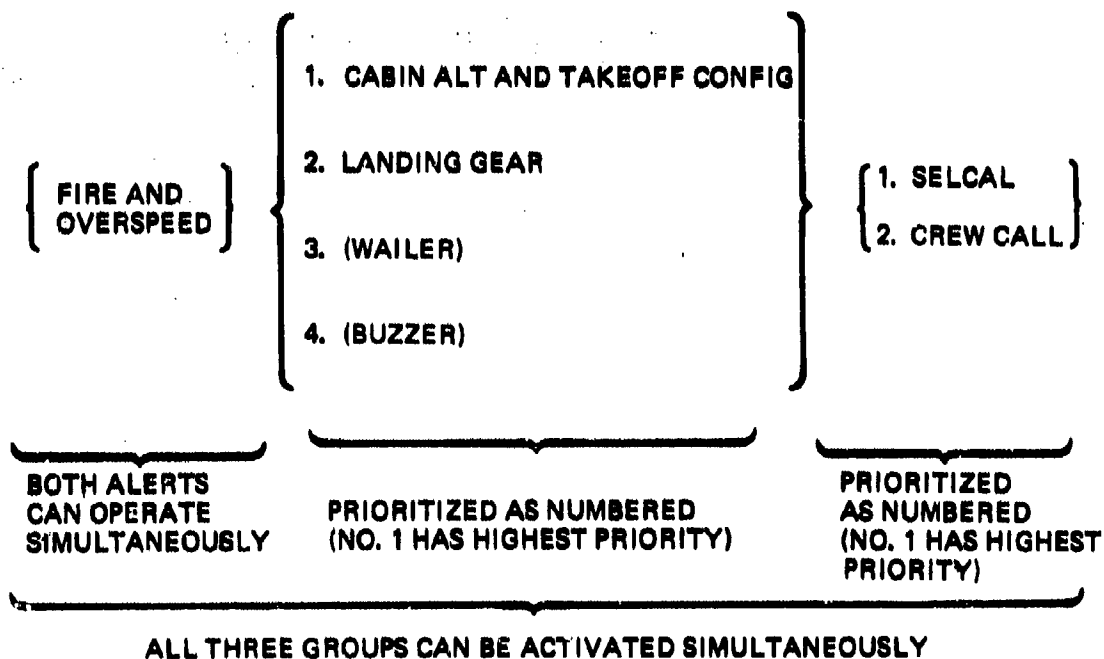 FIRE AND
OVERSPEED
1. CABIN ALT AND TAKEOFF CONFIG
2. LANDING GEAR
3. (WAILER)
4. (BUZZER)
1. SELCAL
2. CREW CALL
BOTH ALERTS
CAN OPERATE
SIMULTANEOUSLY
PRIORITIZED AS NUMBERED
(NO. 1 HAS HIGHEST PRIORITY)
PRIORITIZED
AS NUMBERED
(NO. 1 HAS HIGHEST
PRIORITY)
ALL THREE GROUPS CAN BE ACTIVATED SIMULTANEOUSLY